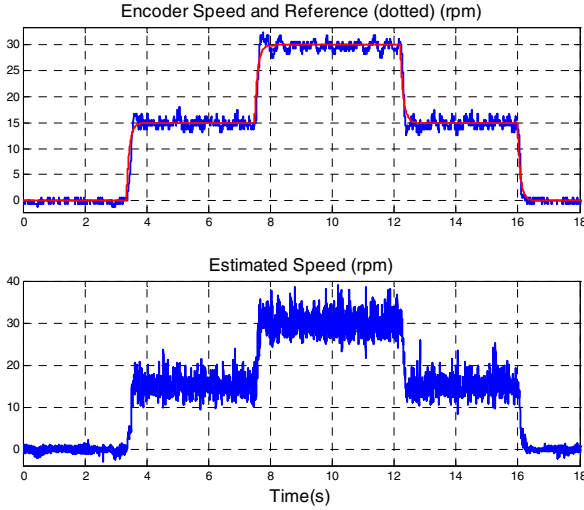 Encoder Speed and Reference (dotted) (rpm)
30
25
20
15
10
5
0
0 2 4 6 8 10 12 14 16 18
Estimated Speed (rpm)
40
30
20
10
0
0 2 4 6 8 10 12 14 16 18
Time(s)